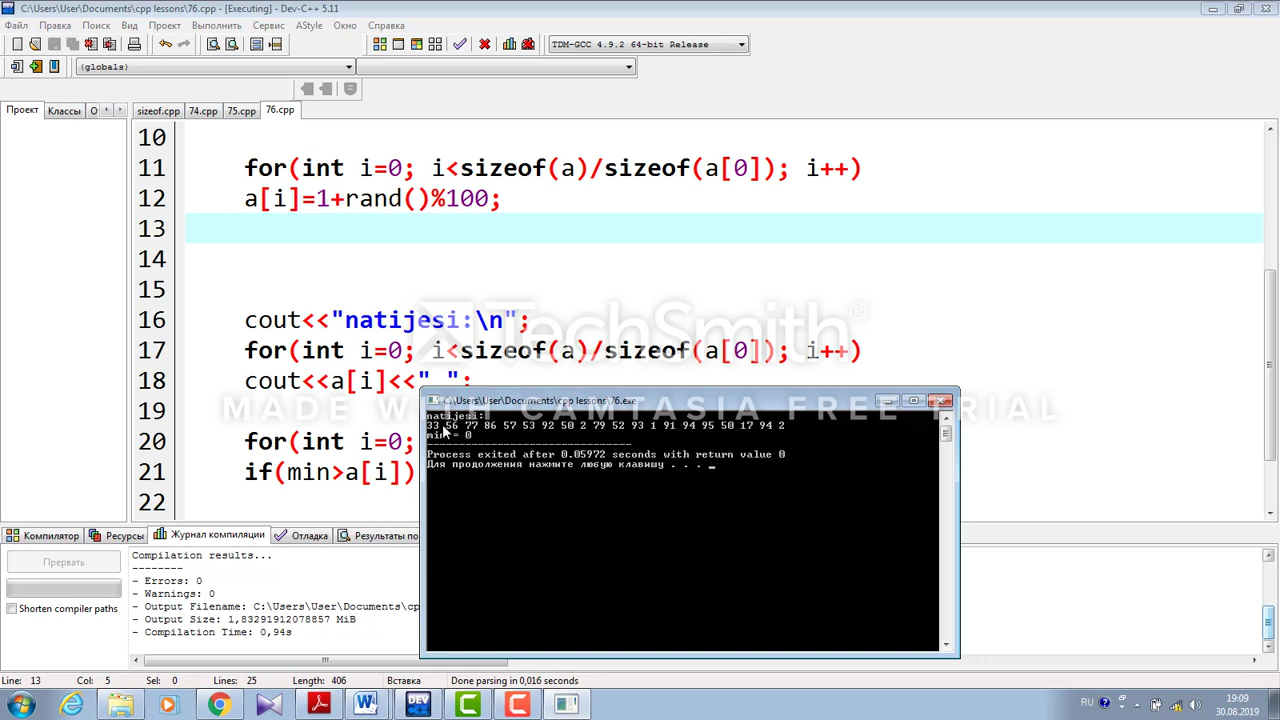 C:\Users\User\Documents\cpp lessons\76.cpp - [Executing] - Dev-C++ 5.11
Файл Правка Поиск Вид Проект Выполнить Сервис AStyle Окно Справка
TDM-GCC 4.9.2 64-bit Release
(globals)
Проект Классы О sizeof.cpp 74.cpp 75.cpp 76.cpp
10
11 for(int i=0; i<sizeof(a)/sizeof(a[0]); i++)
12 a[i]=1+rand()%100;
13
14
15
16 cout<<"natijesi:\n";
17 for(int i=0; i<sizeof(a)/sizeof(a[0]); i++)
18 cout<<a[i]<<" ";
19
20 for(int i=0;
21 if(min>a[i])
22
TechSmith®
MADE WITH CAMTASIA FREE TRIAL
C:\Users\User\Documents\cpp lessons\76.exe
natijesi:
33 56 77 86 57 53 92 50 2 79 52 93 1 91 94 95 50 17 94 2
min = 0
--------------------------------
Process exited after 0.05972 seconds with return value 0
Для продолжения нажмите любую клавишу . . .
Компилятор Ресурсы Журнал компиляции Отладка Результаты по
Прервать
Shorten compiler paths
Compilation results...
--------
- Errors: 0
- Warnings: 0
- Output Filename: C:\Users\User\Documents\cp
- Output Size: 1,83291912078857 MiB
- Compilation Time: 0,94s
Line: 13 Col: 5 Sel: 0 Lines: 25 Length: 406 Вставка Done parsing in 0,016 seconds
DEV
RU
19:09
30.08.2019